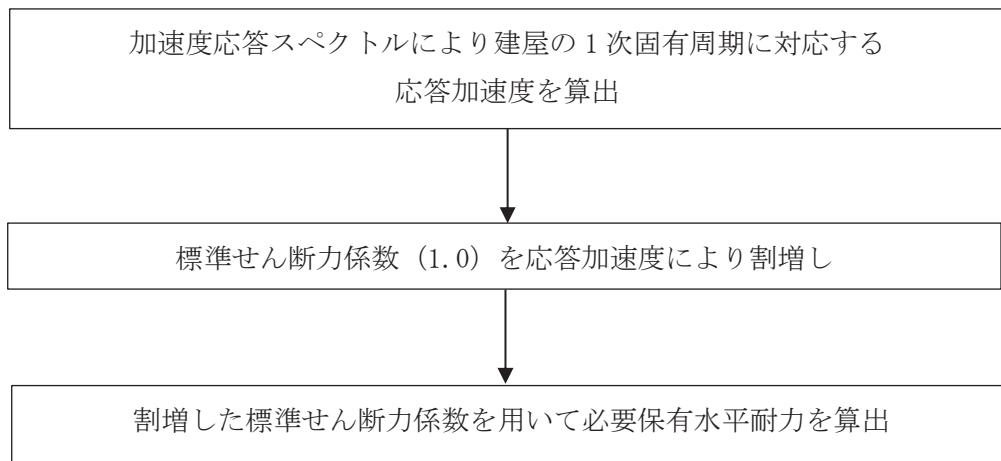 加速度応答スペクトルにより建屋の1次固有周期に対応する
応答加速度を算出
標準せん断力係数（1.0）を応答加速度により割増し
割増した標準せん断力係数を用いて必要保有水平耐力を算出